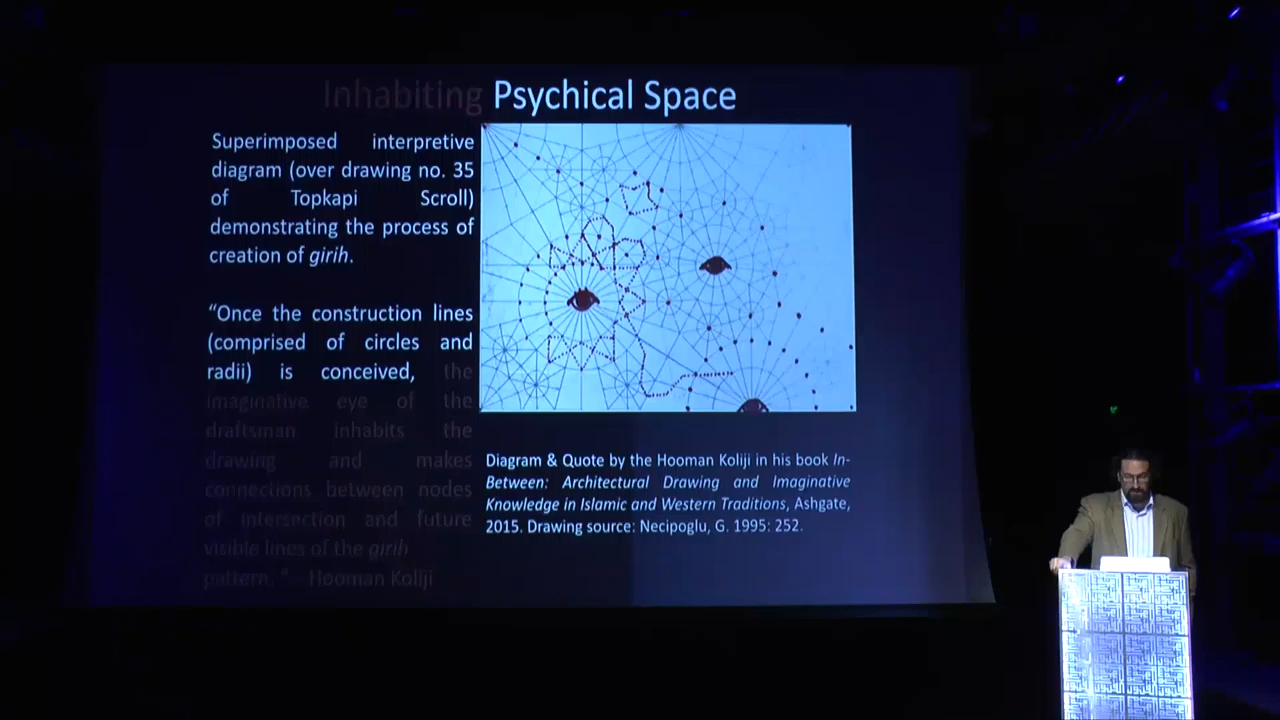 Inhabiting Psychical Space
Superimposed interpretive
diagram (over drawing no. 35
of Topkapi Scroll)
demonstrating the process of
creation of girih.
“Once the construction lines
(comprised of circles and
radii) is conceived, the
imaginative eye of the
draftsman inhabits the
drawing and makes
connections between nodes
of intersection and future
visible lines of the girih
pattern. “ - Hooman Koliji
Diagram & Quote by the Hooman Koliji in his book In-
Between: Architectural Drawing and Imaginative
Knowledge in Islamic and Western Traditions, Ashgate,
2015. Drawing source: Necipoglu, G. 1995: 252.